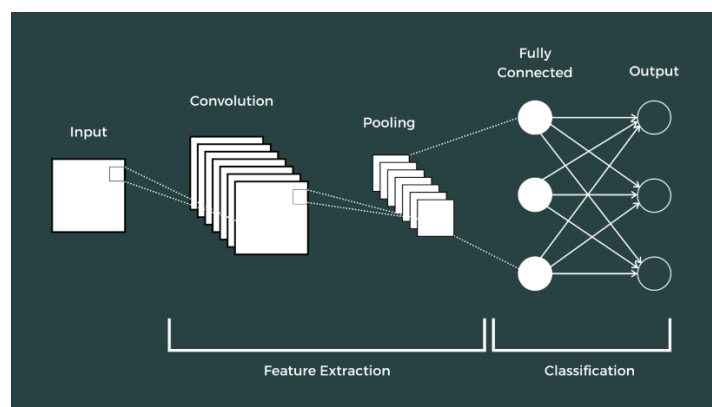 Input
Convolution
Pooling
Fully
Connected
Output
Feature Extraction
Classification